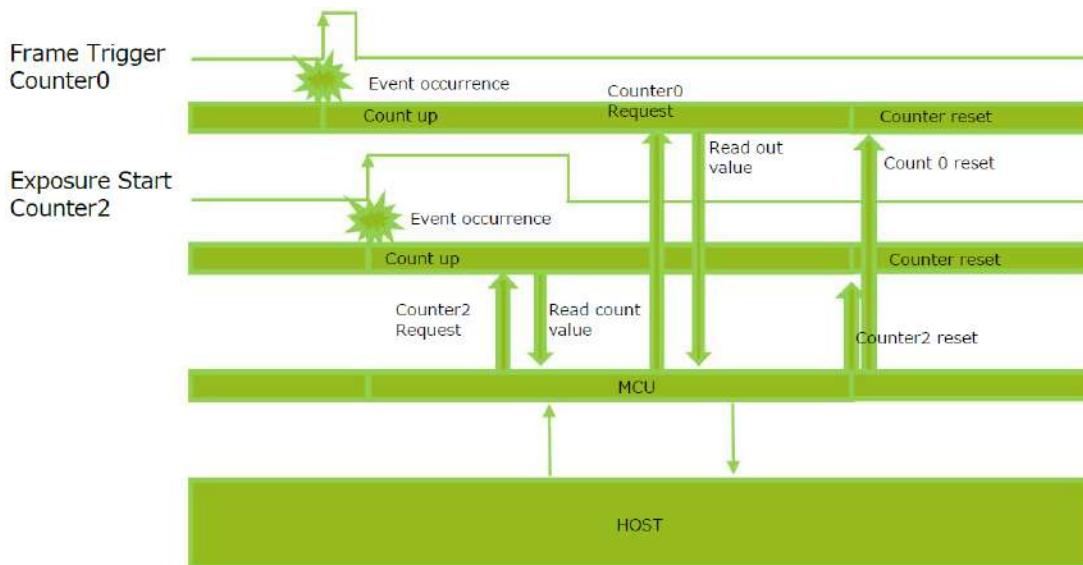 Frame Trigger
Counter0
Event occurrence
Counter0
Request
Count up
Counter reset
Read out
value
Count 0 reset
Exposure Start
Counter2
Event occurrence
Count up
Counter reset
Counter2
Request
Read count
value
Counter2 reset
MCU
HOST